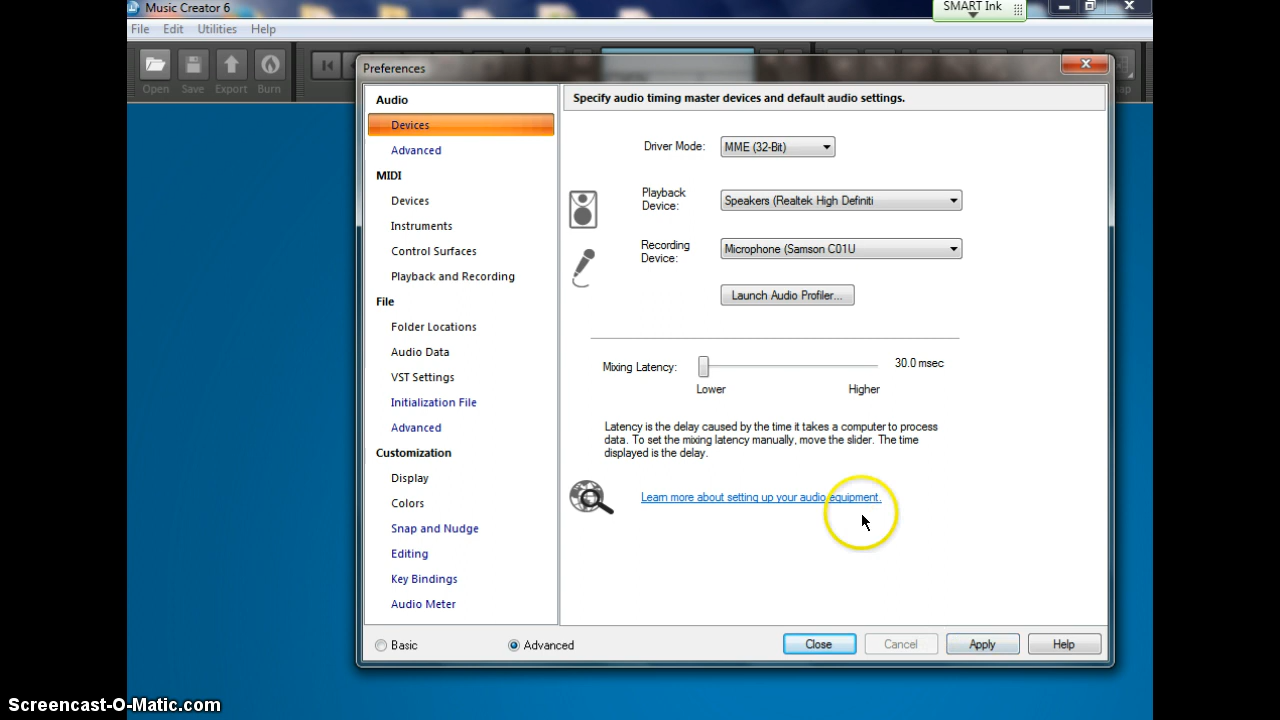 Music Creator 6
SMART Ink
File Edit Utilities Help
Open Save Export Burn
Preferences
Audio
Devices
Advanced
MIDI
Devices
Instruments
Control Surfaces
Playback and Recording
File
Folder Locations
Audio Data
VST Settings
Initialization File
Advanced
Customization
Display
Colors
Snap and Nudge
Editing
Key Bindings
Audio Meter
Basic Advanced
Specify audio timing master devices and default audio settings.
Driver Mode: MME (32-Bit)
Playback
Device:
Speakers (Realtek High Definiti
Recording
Device:
Microphone (Samson C01U
Launch Audio Profiler...
Mixing Latency: 30.0 msec
Lower Higher
Latency is the delay caused by the time it takes a computer to process
data. To set the mixing latency manually, move the slider. The time
displayed is the delay.
Learn more about setting up your audio equipment.
Close Cancel Apply Help
Screencast-O-Matic.com